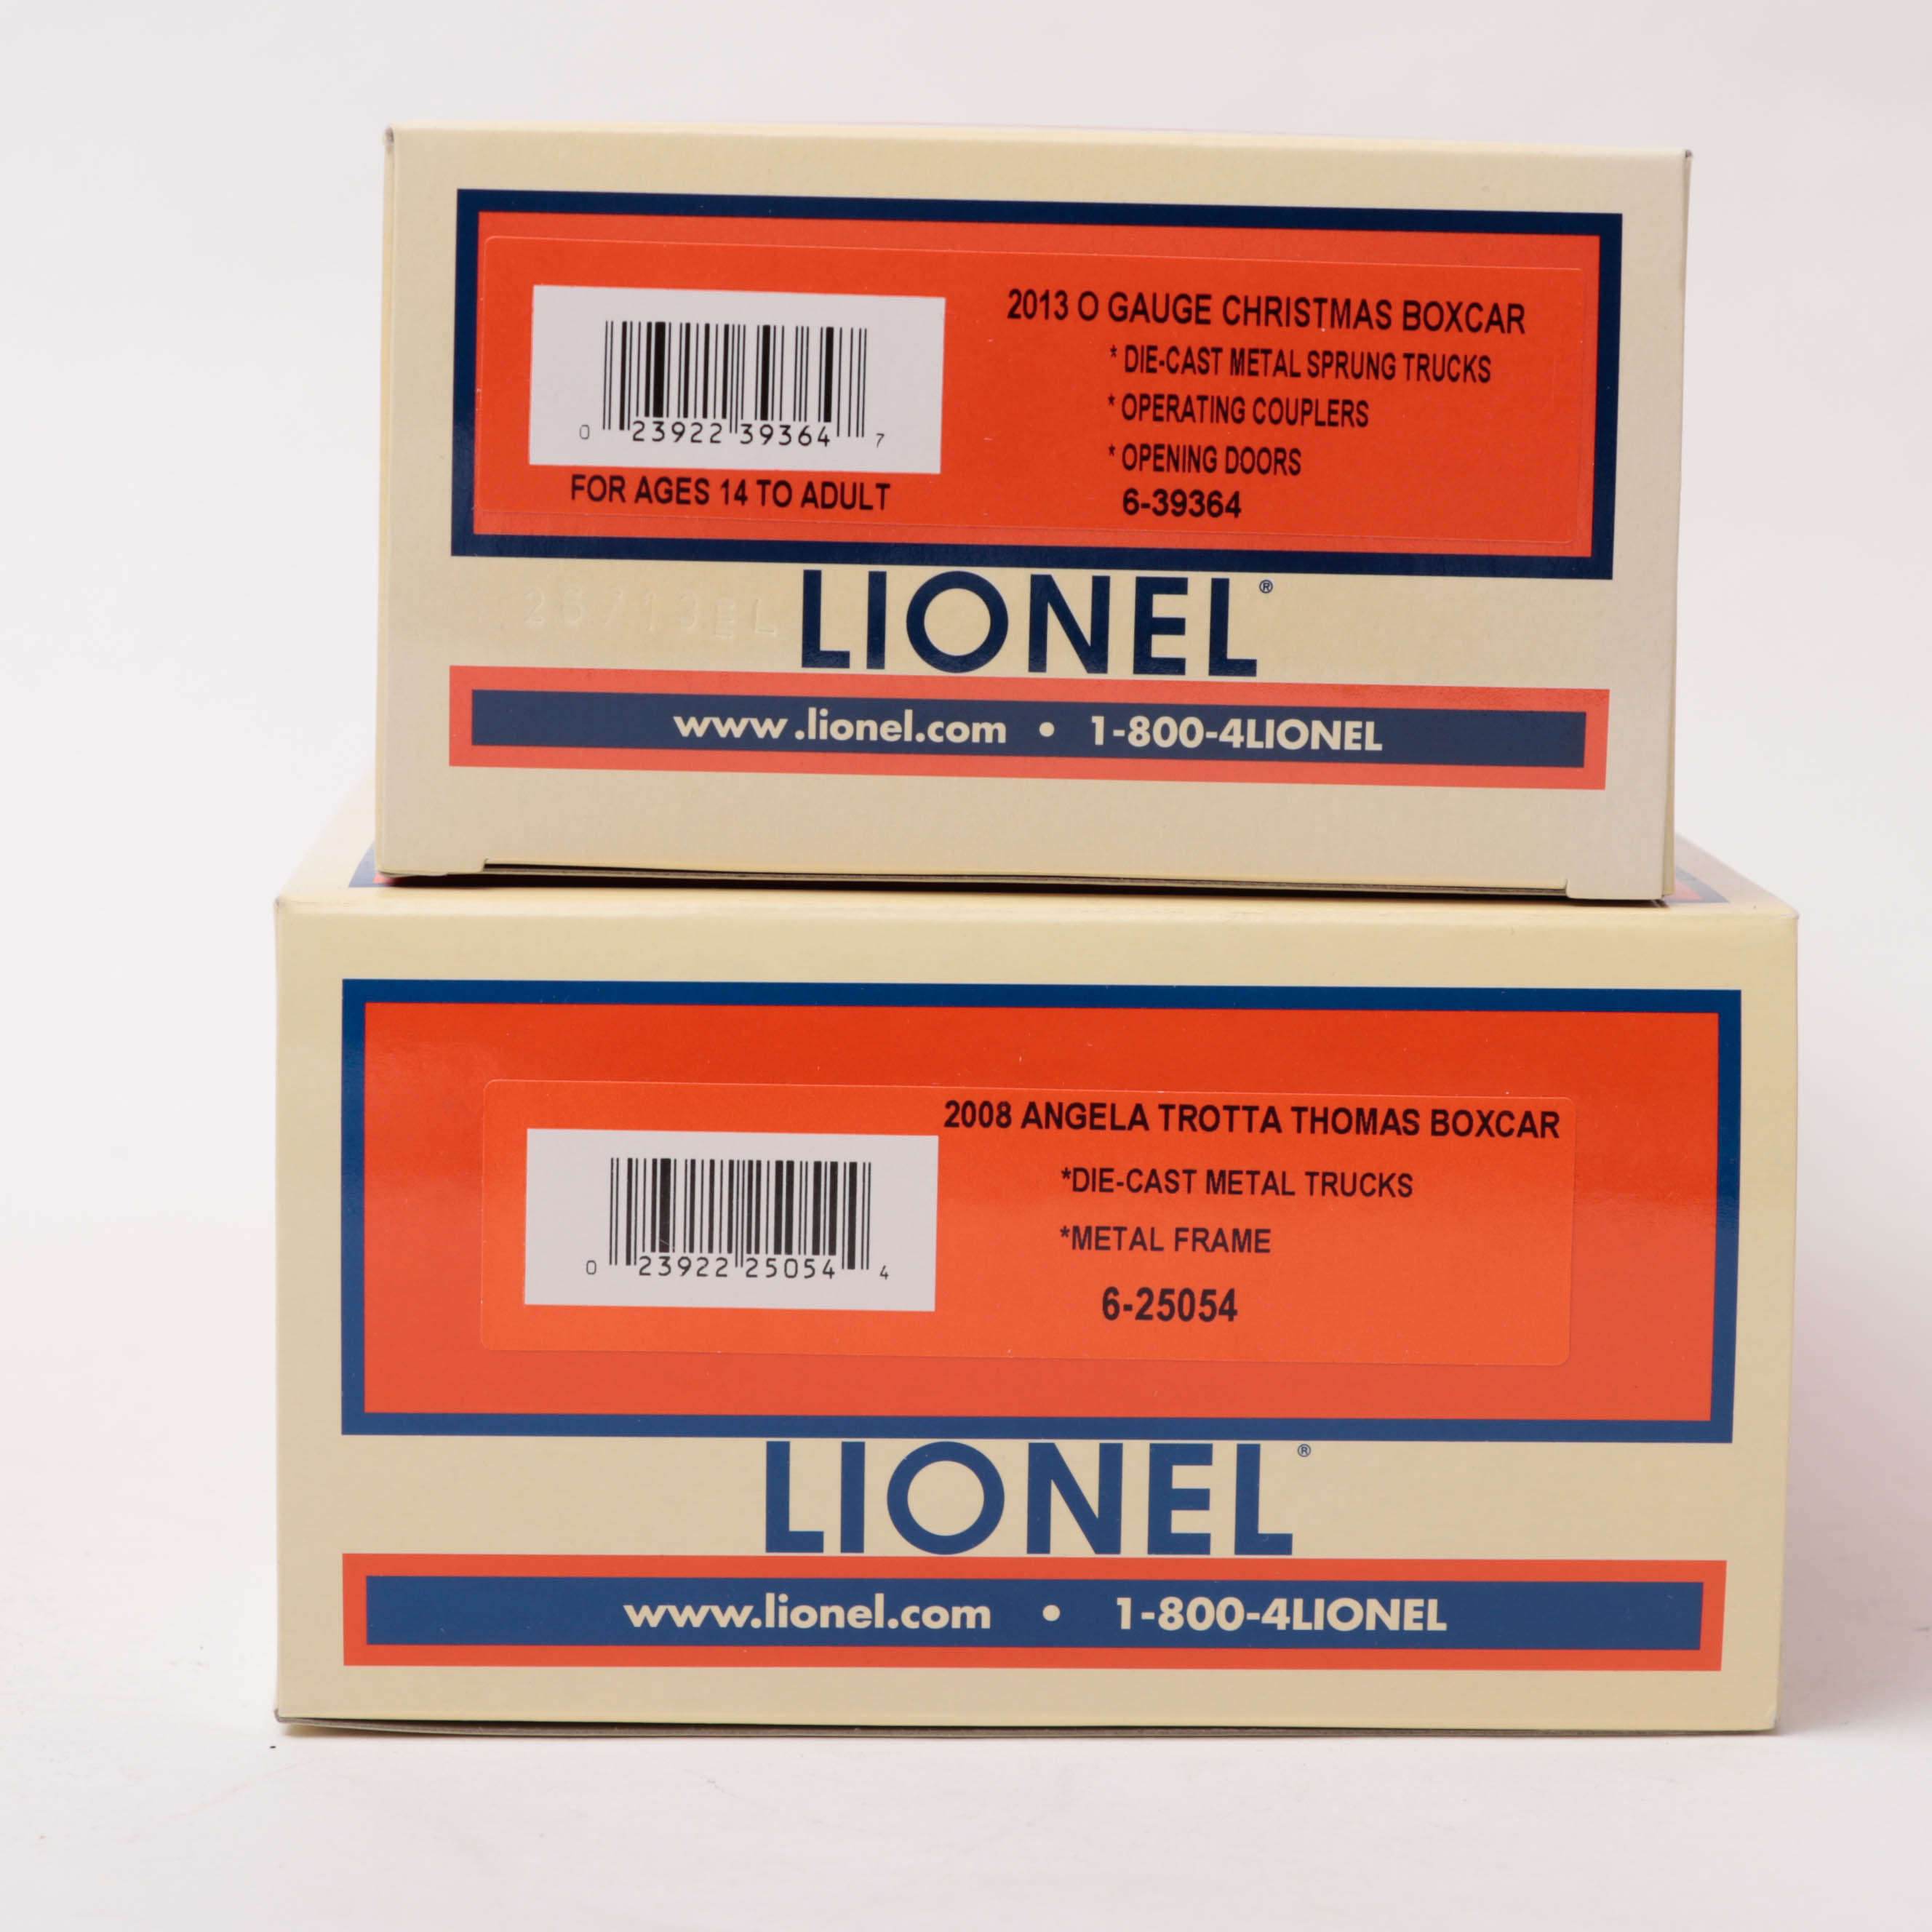 2013 O GAUGE CHRISTMAS BOXCAR
* DIE-CAST METAL SPRUNG TRUCKS
* OPERATING COUPLERS
* OPENING DOORS
6-39364
0 23922 39364 7
FOR AGES 14 TO ADULT
LIONEL®
www.lionel.com • 1-800-4LIONEL
2008 ANGELA TROTTA THOMAS BOXCAR
*DIE-CAST METAL TRUCKS
*METAL FRAME
6-25054
0 23922 25054 4
LIONEL®
www.lionel.com • 1-800-4LIONEL